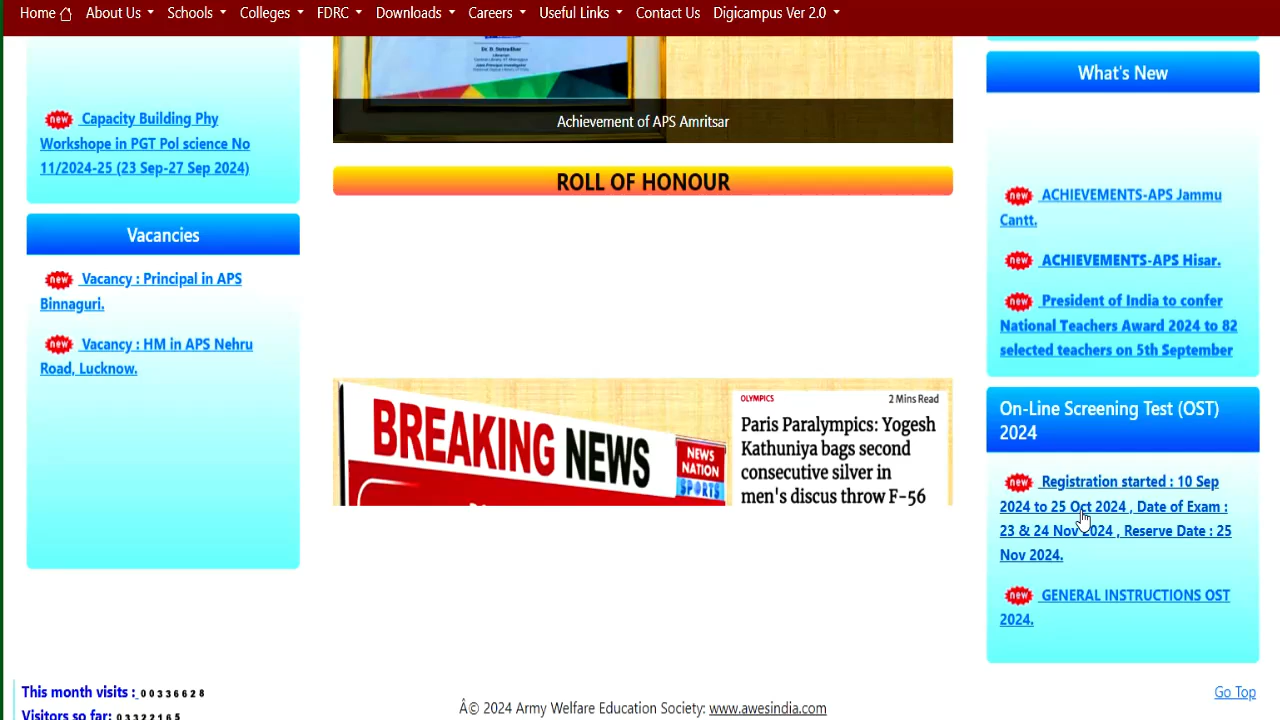 Home About Us Schools Colleges FDRC Downloads Careers Useful Links Contact Us Digicampus Ver 2.0
new Capacity Building Phy
Workshope in PGT Pol science No
11/2024-25 (23 Sep-27 Sep 2024)
Vacancies
new Vacancy : Principal in APS
Binnaguri.
new Vacancy : HM in APS Nehru
Road, Lucknow.
This month visits : 00336628
Visitors so far: 03322165
Dr. B. Sutradhar
Achievement of APS Amritsar
ROLL OF HONOUR
BREAKING NEWS
NEWS
NATION
SPORTS
OLYMPICS 2 Mins Read
Paris Paralympics: Yogesh
Kathuniya bags second
consecutive silver in
men's discus throw F-56
© 2024 Army Welfare Education Society: www.awesindia.com
What's New
new ACHIEVEMENTS-APS Jammu
Cantt.
new ACHIEVEMENTS-APS Hisar.
new President of India to confer
National Teachers Award 2024 to 82
selected teachers on 5th September
On-Line Screening Test (OST)
2024
new Registration started : 10 Sep
2024 to 25 Oct 2024 , Date of Exam :
23 & 24 Nov 2024 , Reserve Date : 25
Nov 2024.
new GENERAL INSTRUCTIONS OST
2024.
Go Top